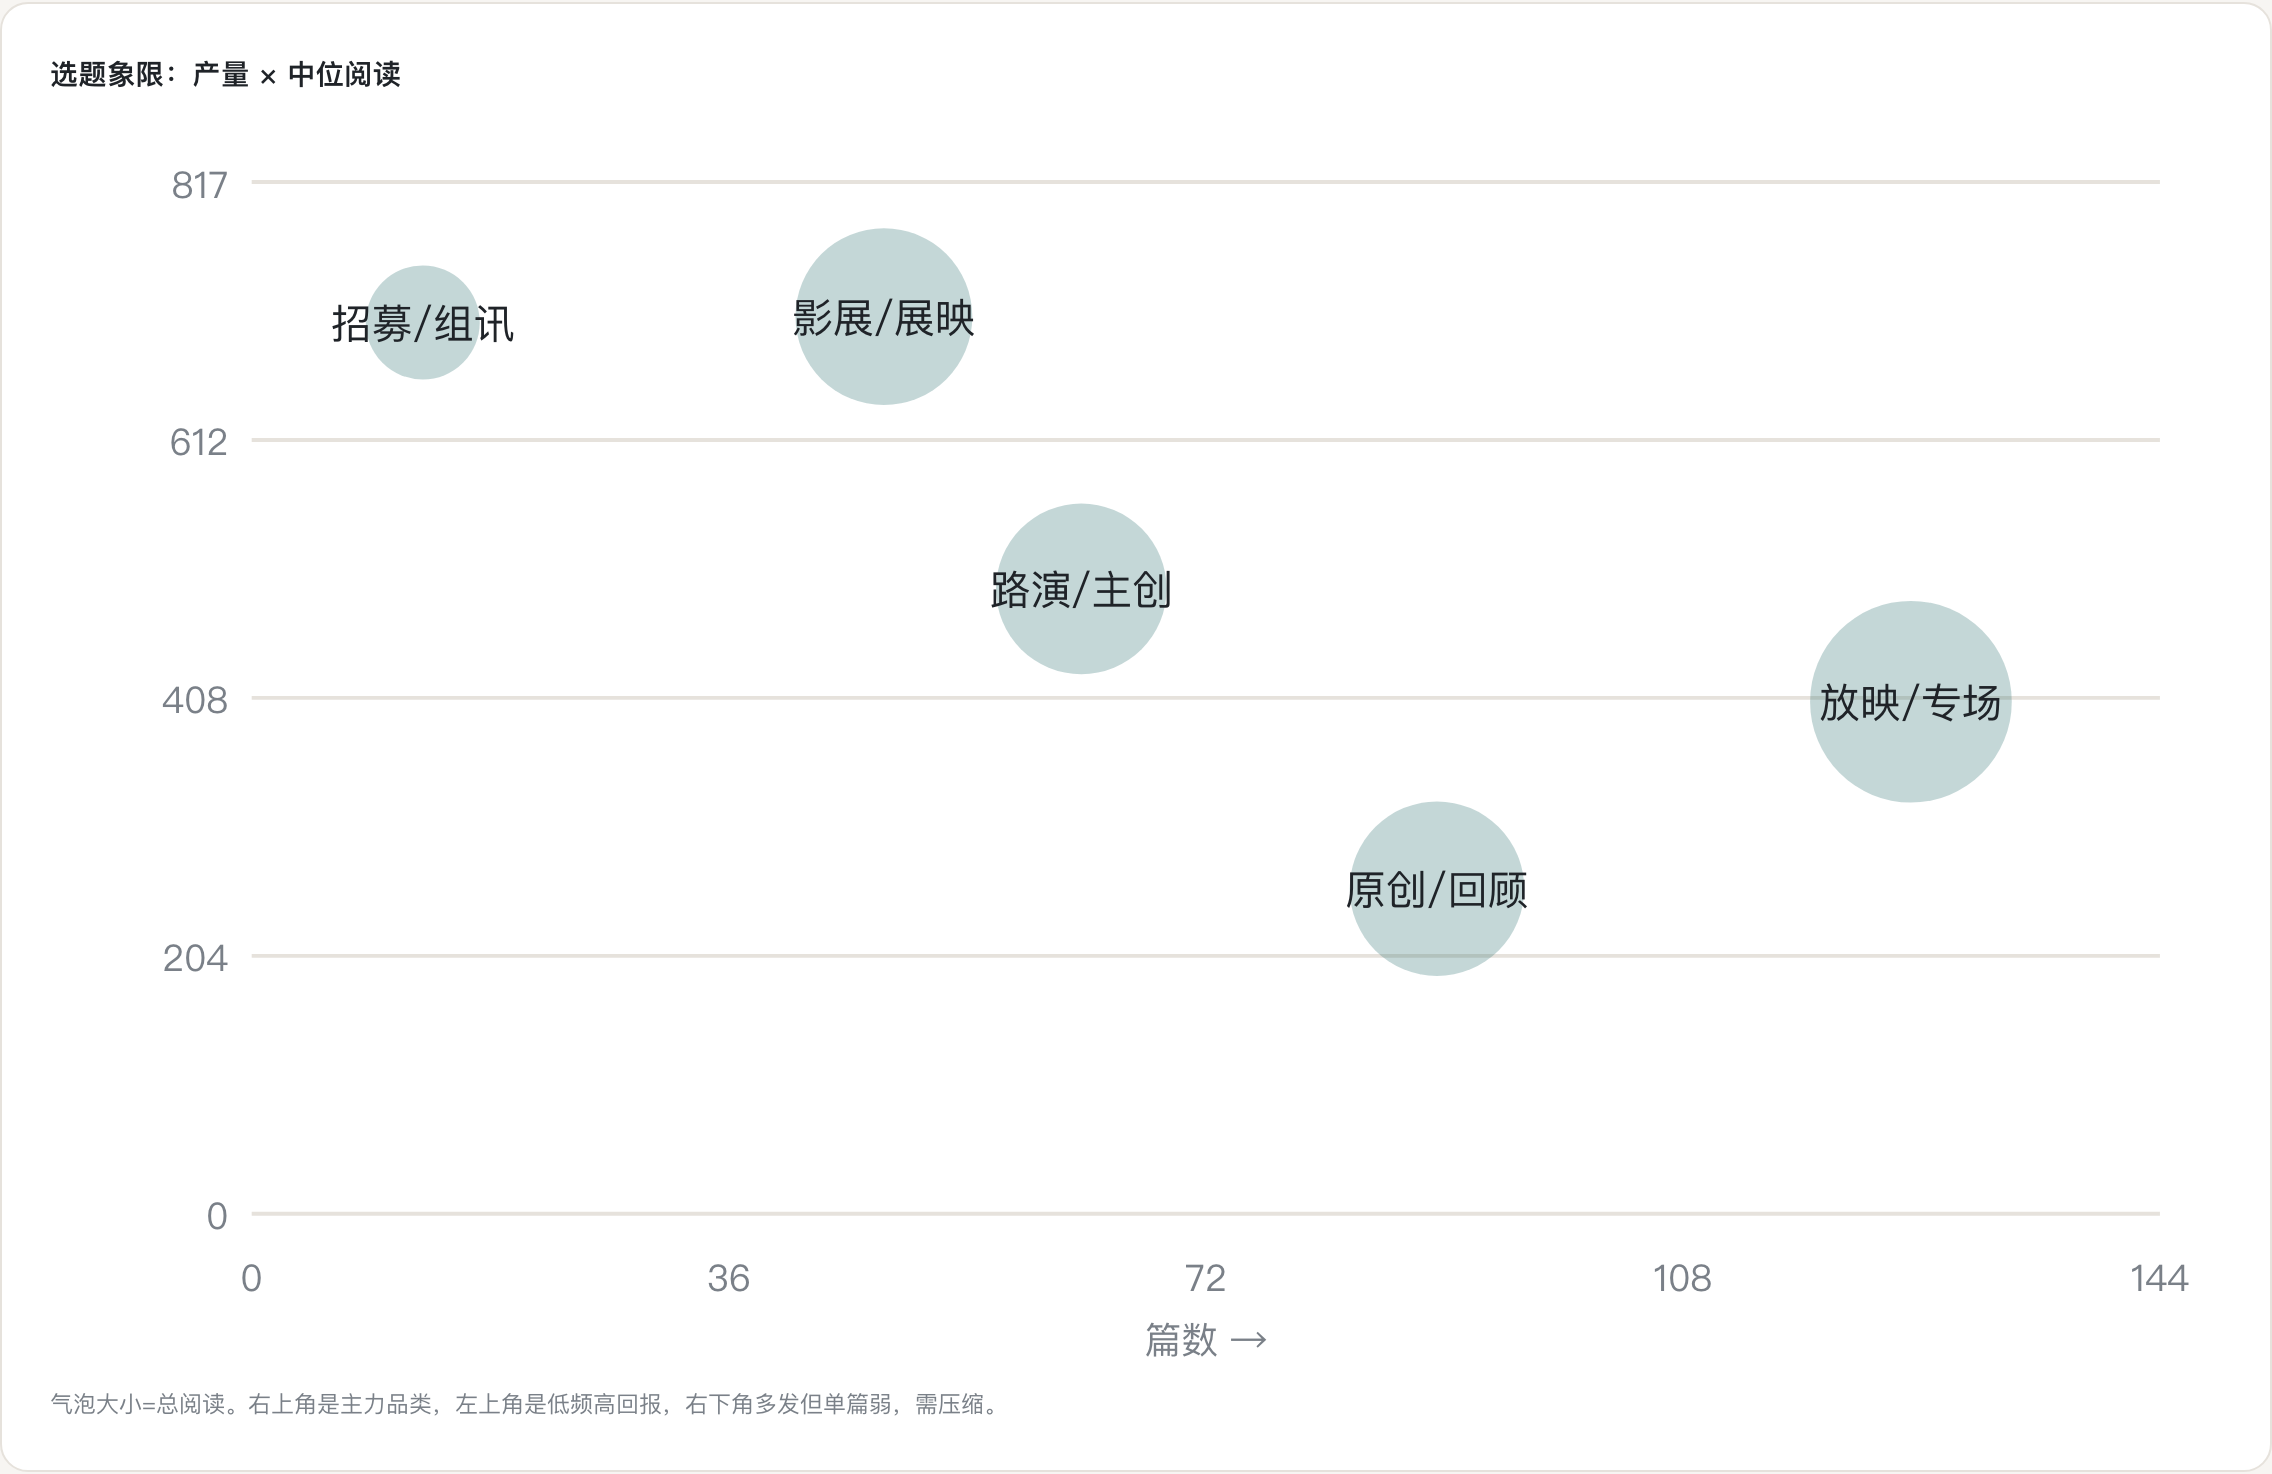 选题象限：产量 × 中位阅读
817
招募/组讯
影展/展映
612
路演/主创
408
放映/专场
原创/回顾
204
0
0 36 72 108 144
篇数 →
气泡大小=总阅读。右上角是主力品类，左上角是低频高回报，右下角多发但单篇弱，需压缩。